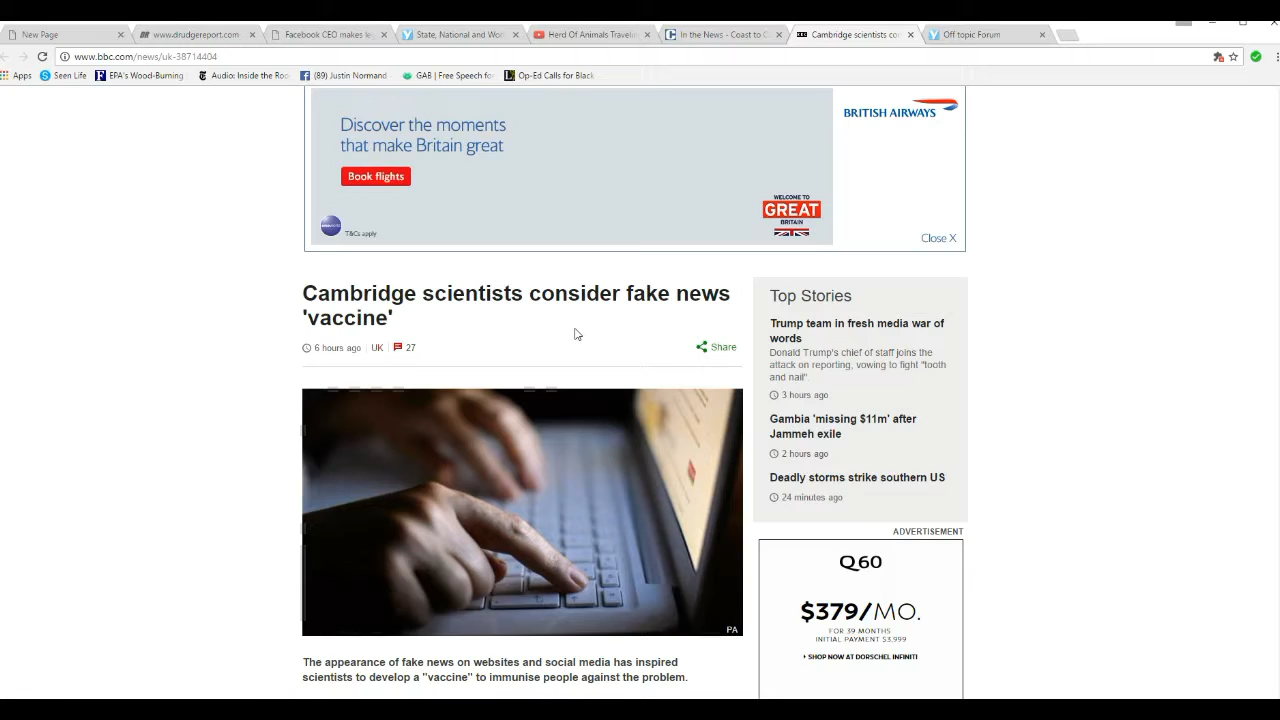 New Page
www.drudgereport.com
Facebook CEO makes le
State, National and Wor
Herd Of Animals Travelin
In the News - Coast to C
Cambridge scientists co
Off topic Forum
www.bbc.com/news/uk-38714404
Apps
Seen Life
EPA's Wood-Burning
Audio: Inside the Ro
(89) Justin Normand
GAB | Free Speech fo
Op-Ed Calls for Black
Discover the moments
that make Britain great
Book flights
T&Cs apply
WELCOME TO
GREAT
BRITAIN
BRITISH AIRWAYS
Close X
Cambridge scientists consider fake news
'vaccine'
6 hours ago
UK
27
Share
PA
The appearance of fake news on websites and social media has inspired
scientists to develop a "vaccine" to immunise people against the problem.
Top Stories
Trump team in fresh media war of
words
Donald Trump's chief of staff joins the
attack on reporting, vowing to fight "tooth
and nail".
3 hours ago
Gambia 'missing $11m' after
Jammeh exile
2 hours ago
Deadly storms strike southern US
24 minutes ago
ADVERTISEMENT
Q60
$379/MO.
FOR 39 MONTHS
INITIAL PAYMENT $3,999
SHOP NOW AT DORSCHEL INFINITI